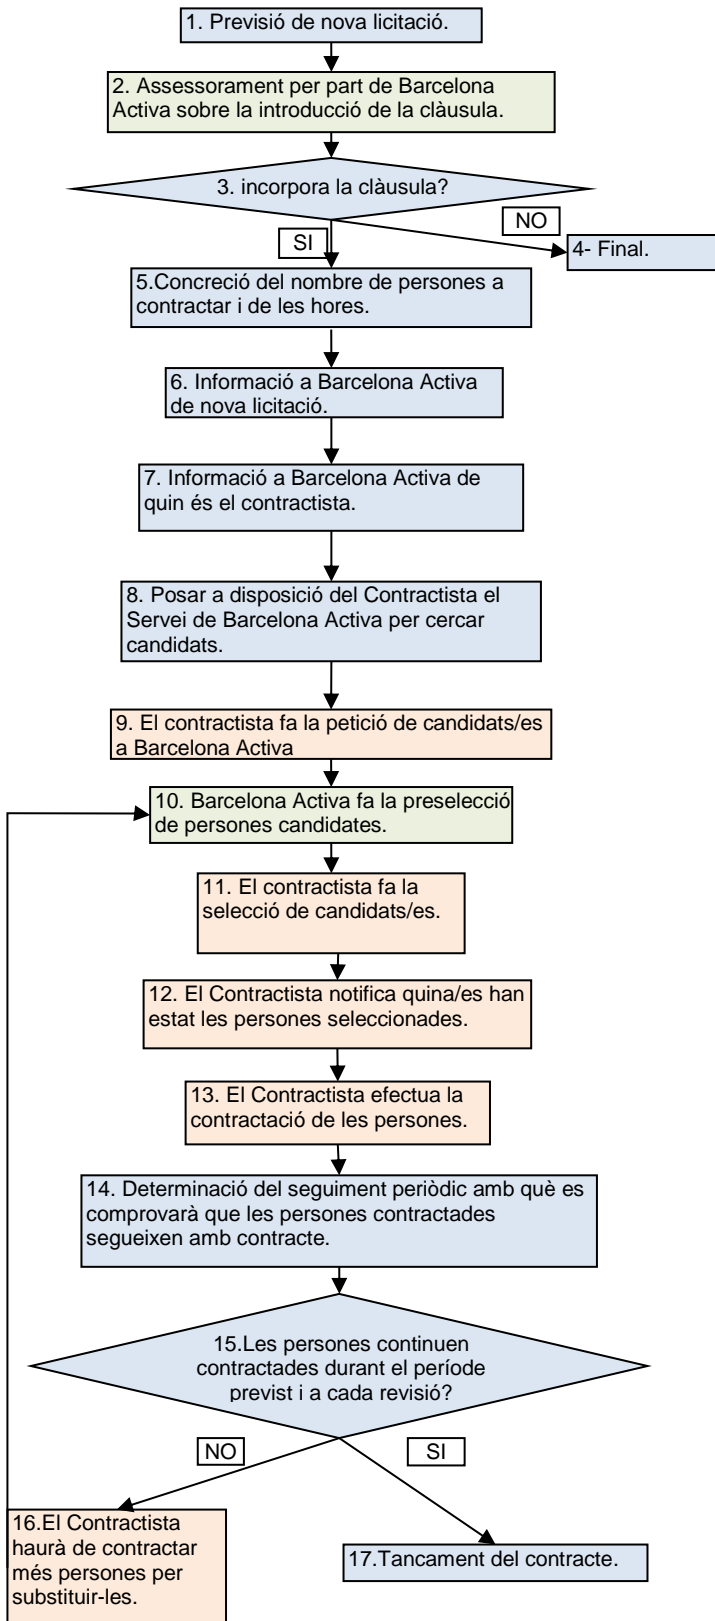 1. Previsió de nova licitació.
2. Assessorament per part de Barcelona
Activa sobre la introducció de la clàusula.
3. incorpora la clàusula?
NO
SI
4- Final.
5.Concreció del nombre de persones a
contractar i de les hores.
6. Informació a Barcelona Activa
de nova licitació.
7. Informació a Barcelona Activa de
quin és el contractista.
8. Posar a disposició del Contractista el
Servei de Barcelona Activa per cercar
candidats.
9. El contractista fa la petició de candidats/es
a Barcelona Activa
10. Barcelona Activa fa la preselecció
de persones candidates.
11. El contractista fa la
selecció de candidats/es.
12. El Contractista notifica quina/es han
estat les persones seleccionades.
13. El Contractista efectua la
contractació de les persones.
14. Determinació del seguiment periòdic amb què es
comprovarà que les persones contractades
segueixen amb contracte.
15.Les persones continuen
contractades durant el període
previst i a cada revisió?
NO
SI
16.El Contractista
haurà de contractar
més persones per
substituir-les.
17.Tancament del contracte.